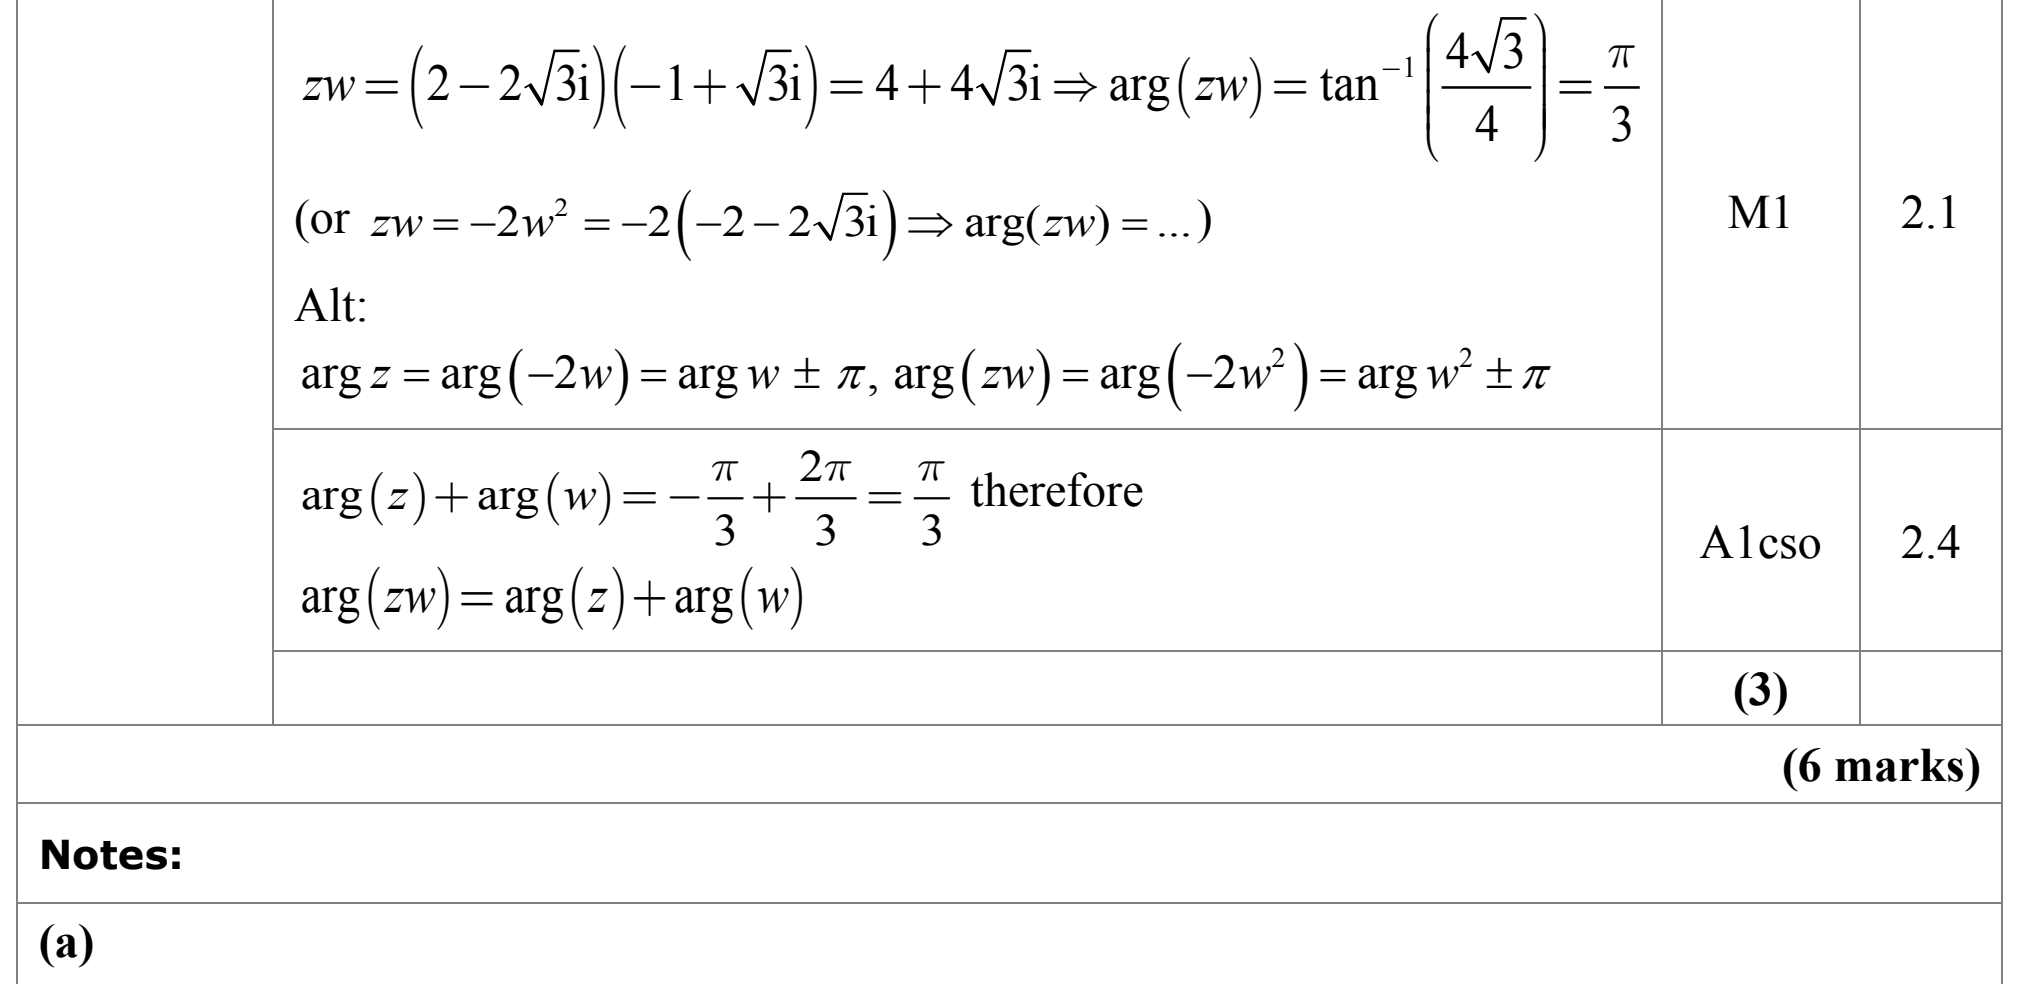 zw = (2 − 2√3i)(−1 + √3i) = 4 + 4√3i ⇒ arg(zw) = tan⁻¹(4√3/4) = π/3
(or zw = −2w² = −2(−2 − 2√3i) ⇒ arg(zw) = ...)
M1 2.1
Alt:
arg z = arg(−2w) = arg w ± π, arg(zw) = arg(−2w²) = arg w² ± π
arg(z) + arg(w) = −π/3 + 2π/3 = π/3 therefore
arg(zw) = arg(z) + arg(w)
A1cso 2.4
(3)
(6 marks)
Notes:
(a)